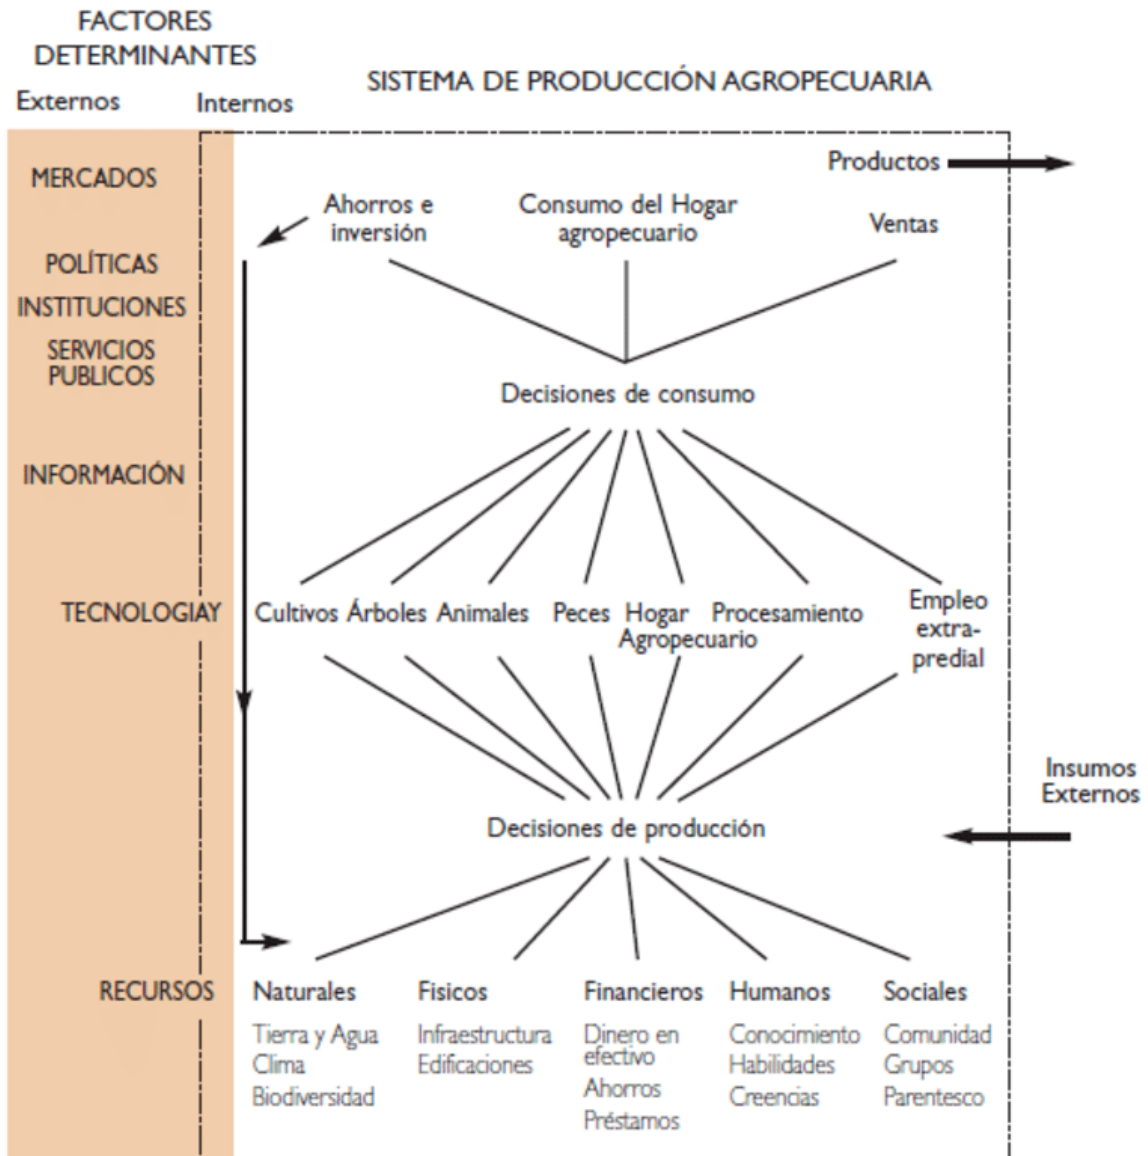 FACTORES
DETERMINANTES
SISTEMA DE PRODUCCIÓN AGROPECUARIA
Externos
Internos
MERCADOS
POLÍTICAS
INSTITUCIONES
SERVICIOS
PUBLICOS
INFORMACIÓN
TECNOLOGIAY
RECURSOS
Productos
Ahorros e
inversión
Consumo del Hogar
agropecuario
Ventas
Decisiones de consumo
Cultivos
Árboles
Animales
Peces
Hogar
Agropecuario
Procesamiento
Empleo
extra-
predial
Insumos
Externos
Decisiones de producción
Naturales
Tierra y Agua
Clima
Biodiversidad
Fisicos
Infraestructura
Edificaciones
Financieros
Dinero en
efectivo
Ahorros
Préstamos
Humanos
Conocimiento
Habilidades
Creencias
Sociales
Comunidad
Grupos
Parentesco